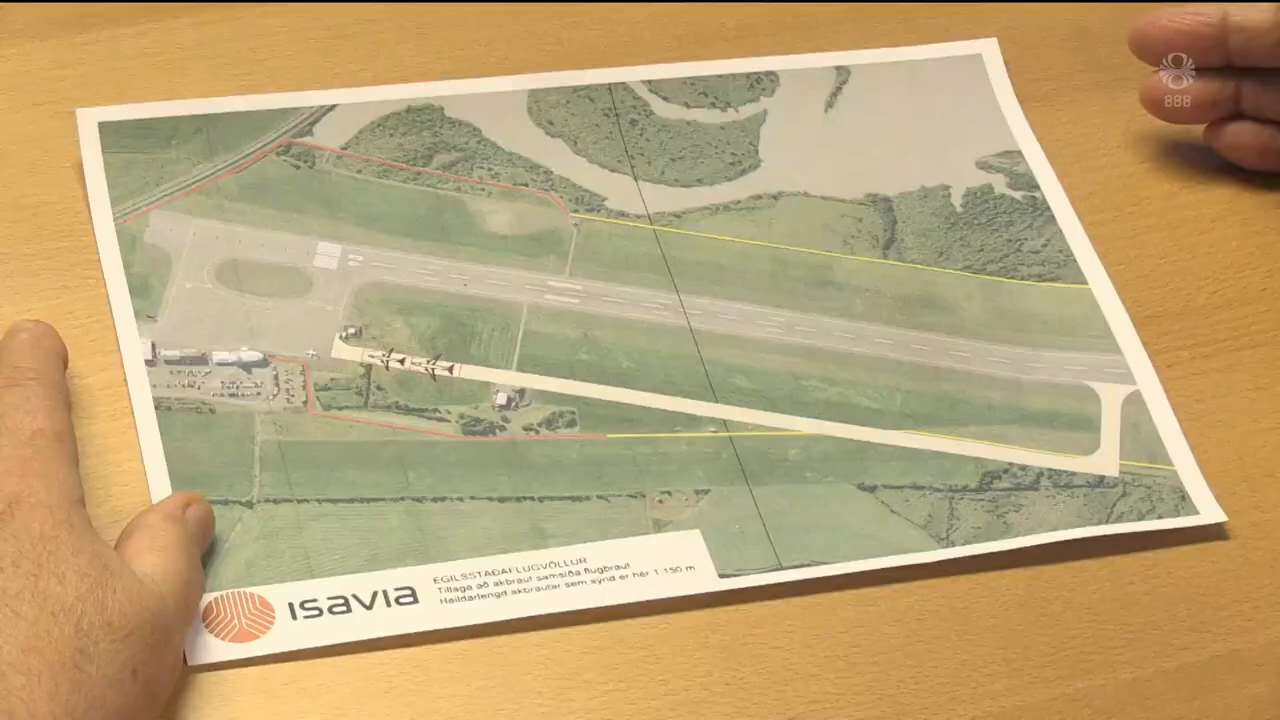 888
ISAVIA
EGILSSTAÐAFLUGVÖLLUR
Tillaga að akbraut samsíða flugbraut.
Heildarlengd akbrautar sem sýnd er hér 1.150 m